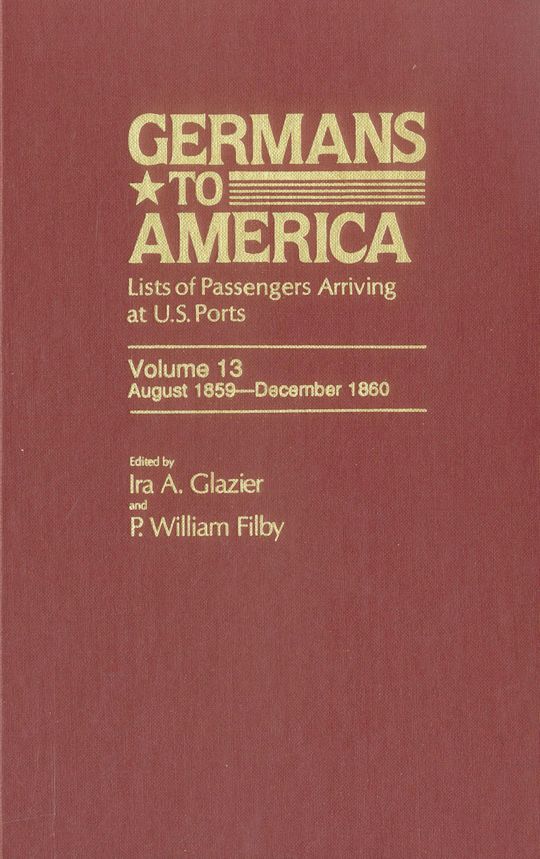 GERMANS
★TO
AMERICA
Lists of Passengers Arriving
at U.S. Ports
Volume 13
August 1859—December 1860
Edited by
Ira A. Glazier
and
P. William Filby